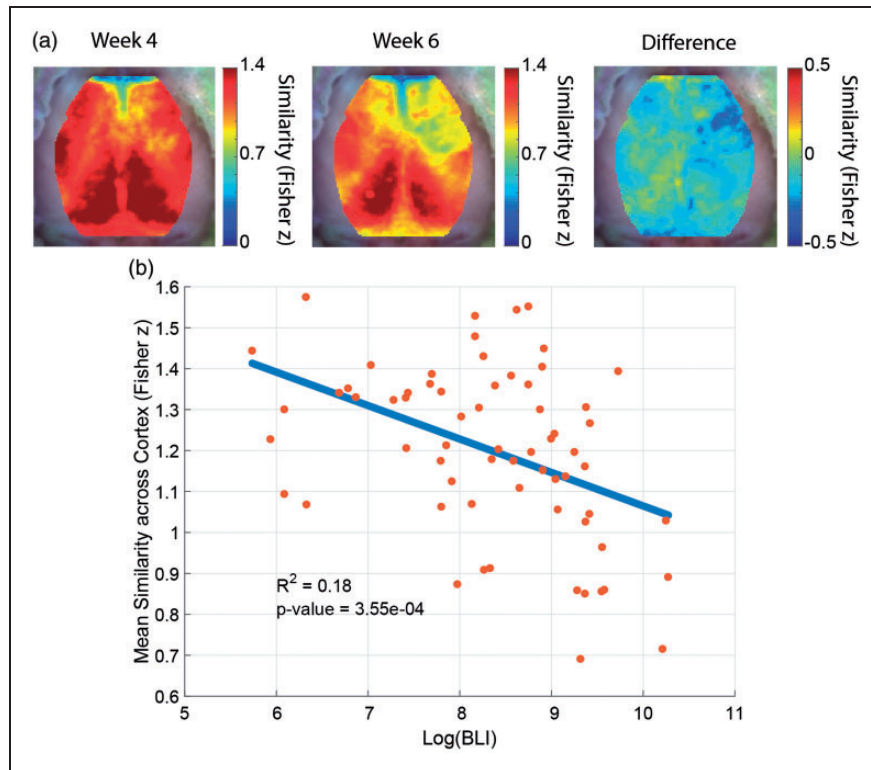 (a) Week 4 Week 6 Difference
1.4
0.7
0
Similarity (Fisher z)
1.4
0.7
0
Similarity (Fisher z)
0.5
0
-0.5
Similarity (Fisher z)
(b)
1.6
1.5
1.4
1.3
1.2
1.1
1
0.9
0.8
0.7
0.6
Mean Similarity across Cortex (Fisher z)
R² = 0.18
p-value = 3.55e-04
5 6 7 8 9 10 11
Log(BLI)